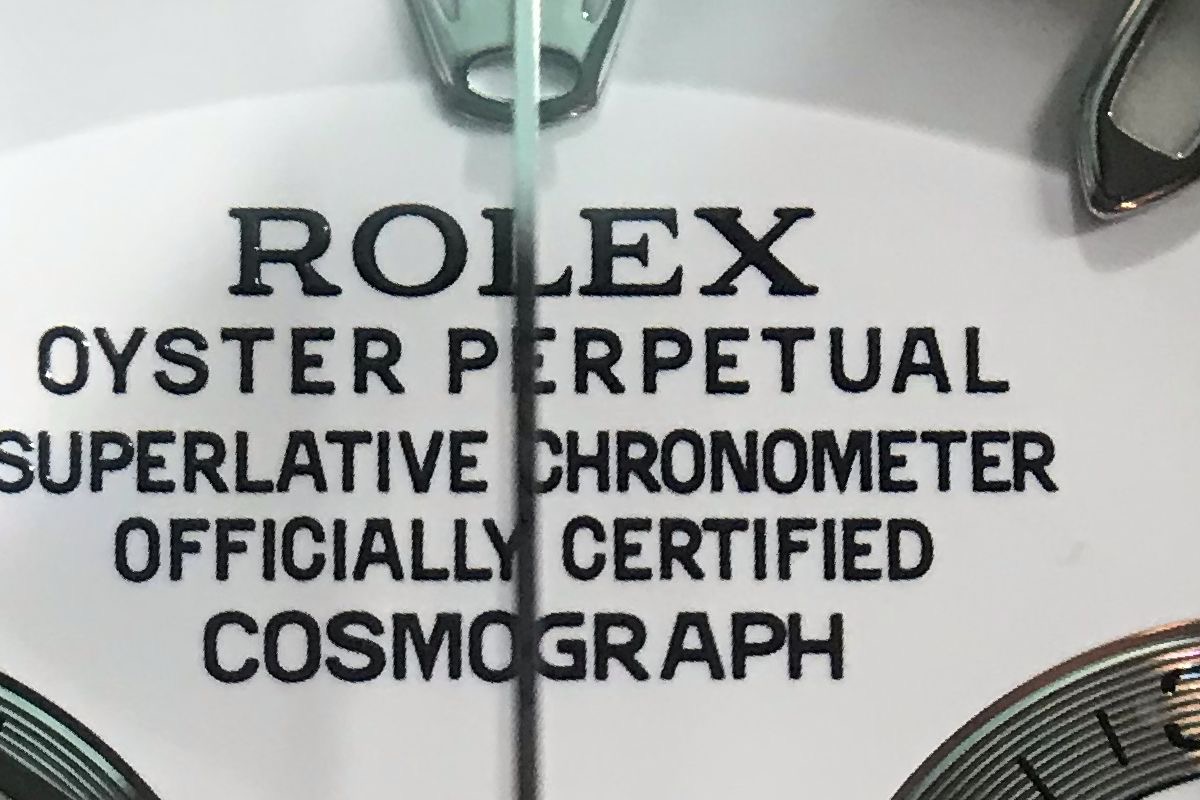 ROLEX
OYSTER PERPETUAL
SUPERLATIVE CHRONOMETER
OFFICIALLY CERTIFIED
COSMOGRAPH